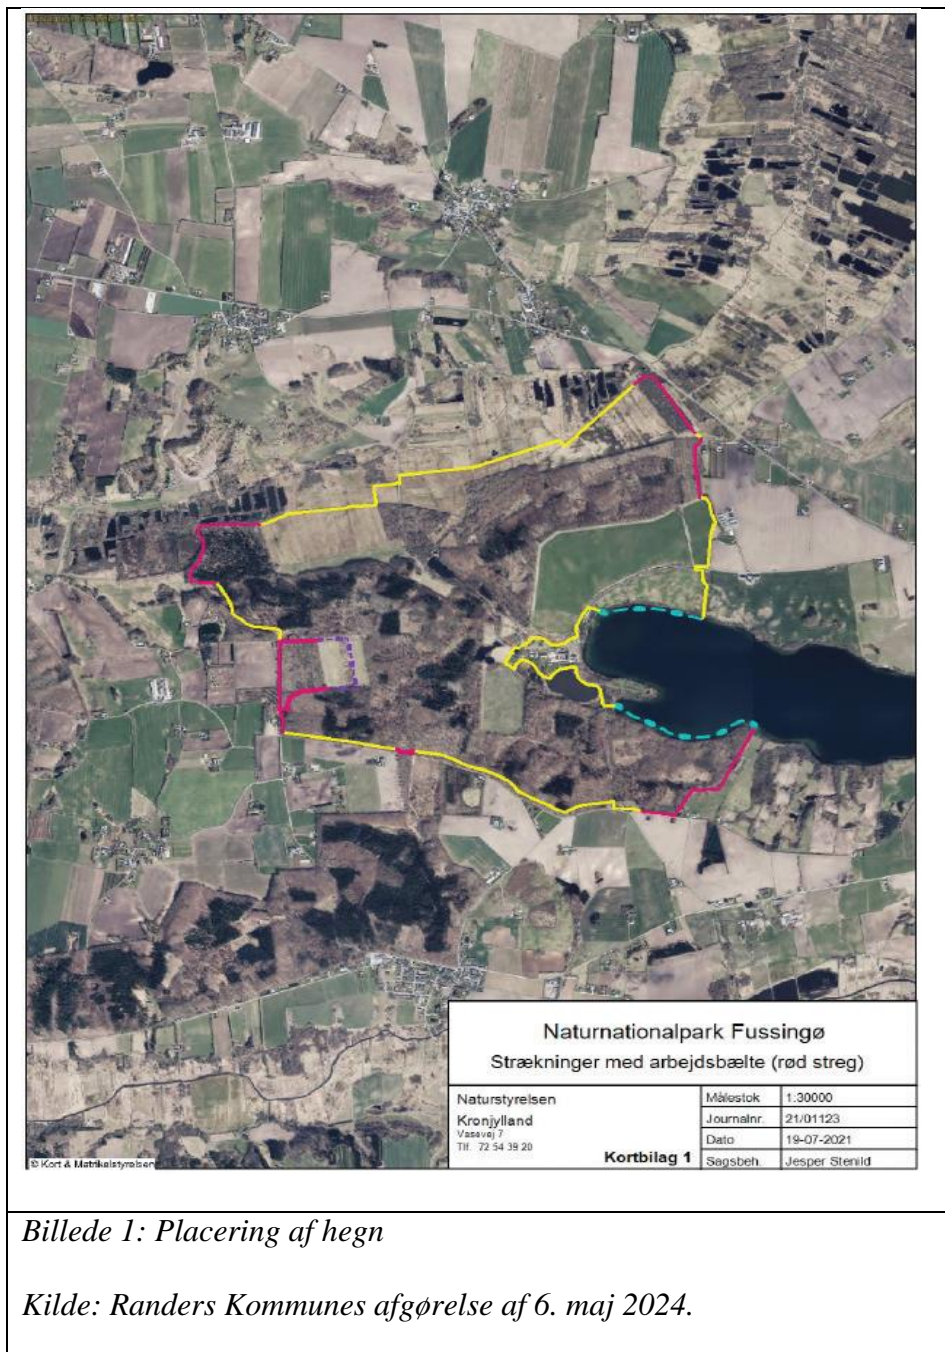 Naturnationalpark Fussingø
Strækninger med arbejdsbælte (rød streg)
Naturstyrelsen
Kronjylland
Vasevej 7
Tlf. 72 54 39 20
Kortbilag 1
Målestok 1:30000
Journalnr. 21/01123
Dato 19-07-2021
Sagsbeh. Jesper Stenild
© Kort & Matrikelstyrelsen
Billede 1: Placering af hegn
Kilde: Randers Kommunes afgørelse af 6. maj 2024.